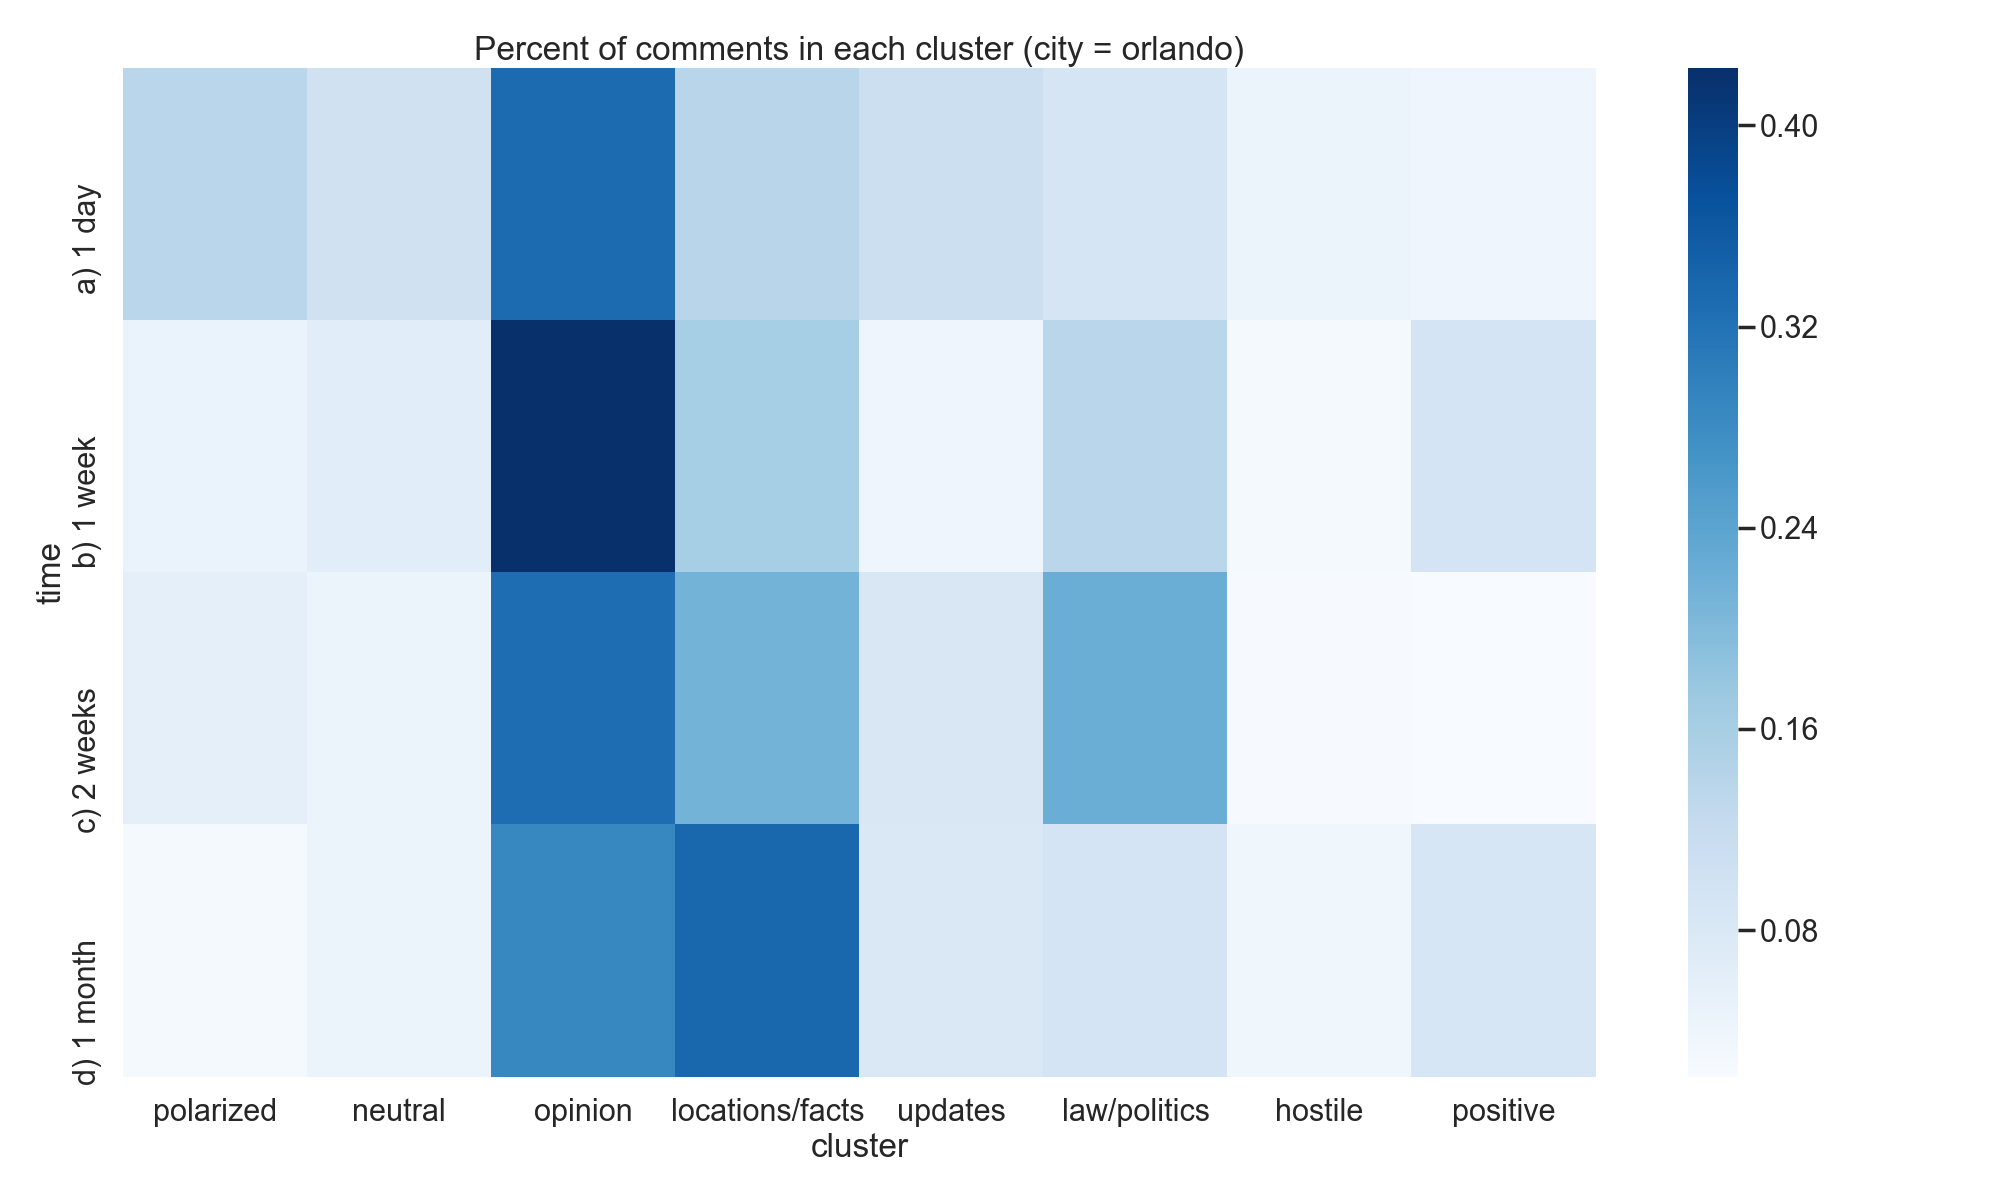 Percent of comments in each cluster (city = orlando)
time
a) 1 day
b) 1 week
c) 2 weeks
d) 1 month
polarized neutral opinion locations/facts updates law/politics hostile positive
cluster
0.40
0.32
0.24
0.16
0.08